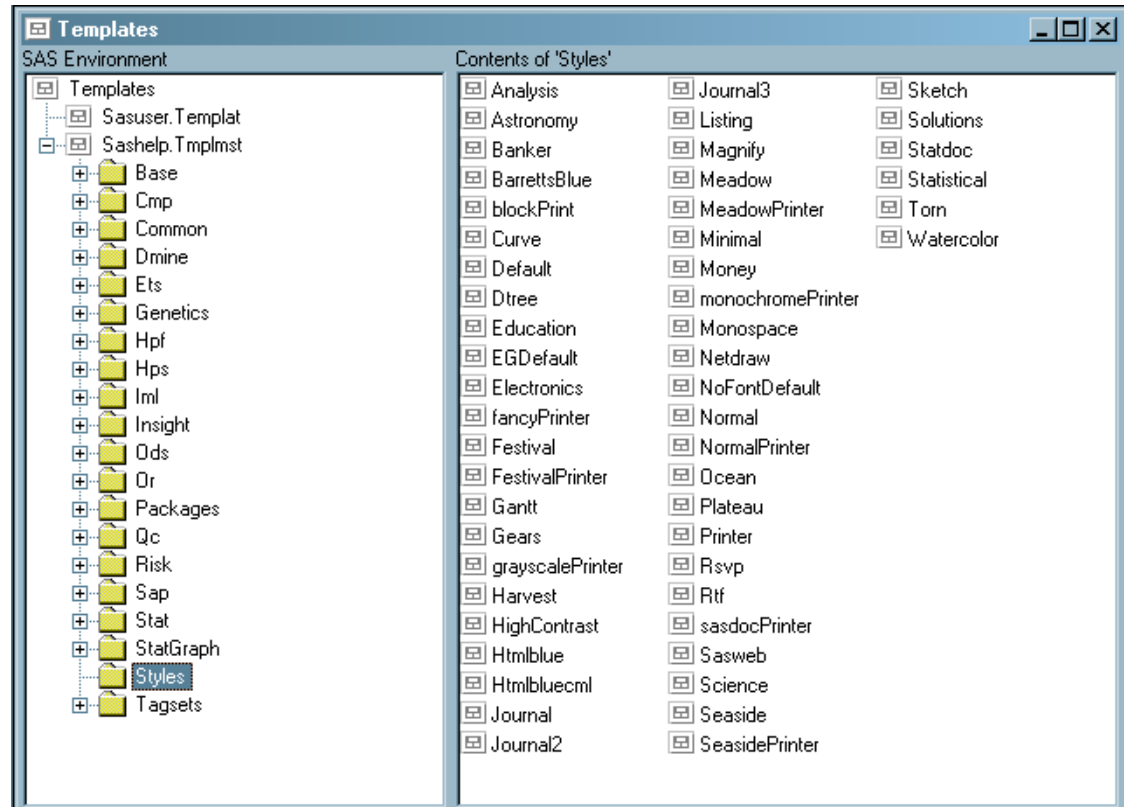 Templates
SAS Environment
Templates
Sasuser.Templat
Sashelp.Tmplmst
Base
Cmp
Common
Dmine
Ets
Genetics
Hpf
Hps
Iml
Insight
Ods
Or
Packages
Qc
Risk
Sap
Stat
StatGraph
Styles
Tagsets
Contents of 'Styles'
Analysis
Astronomy
Banker
BarrettsBlue
blockPrint
Curve
Default
Dtree
Education
EGDefault
Electronics
fancyPrinter
Festival
FestivalPrinter
Gantt
Gears
grayscalePrinter
Harvest
HighContrast
Htmlblue
Htmlbluecml
Journal
Journal2
Journal3
Listing
Magnify
Meadow
MeadowPrinter
Minimal
Money
monochromePrinter
Monospace
Netdraw
NoFontDefault
Normal
NormalPrinter
Ocean
Plateau
Printer
Rsvp
Rtf
sasdocPrinter
Sasweb
Science
Seaside
SeasidePrinter
Sketch
Solutions
Statdoc
Statistical
Torn
Watercolor